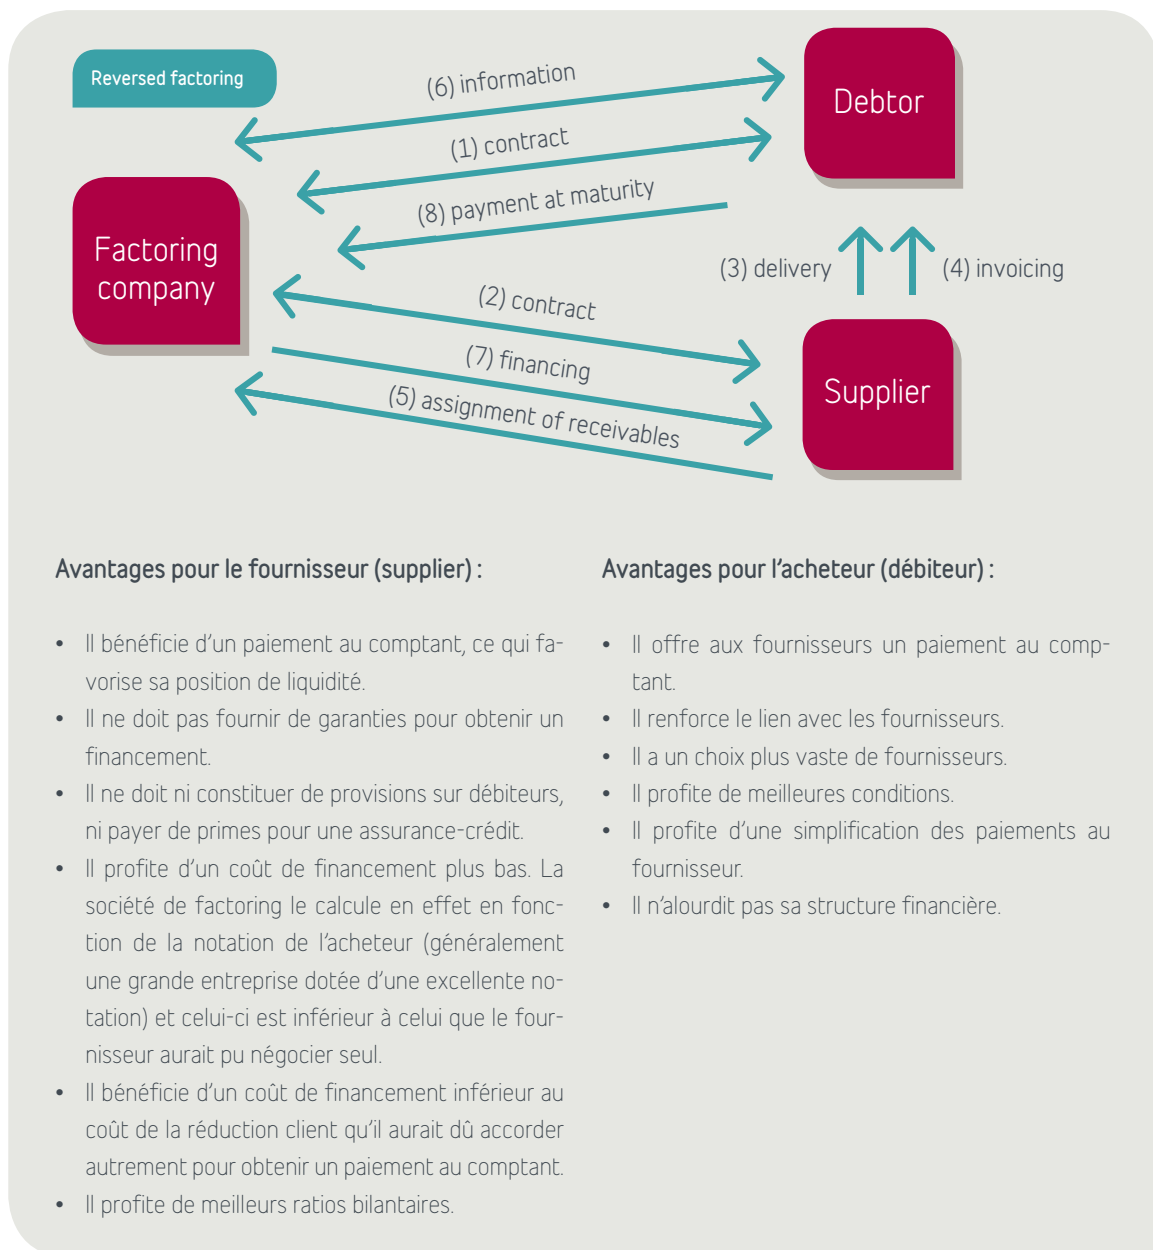 Reversed factoring
(6) information
Debtor
(1) contract
(8) payment at maturity
Factoring
company
(3) delivery
(4) invoicing
(2) contract
(7) financing
Supplier
(5) assignment of receivables
Avantages pour le fournisseur (supplier) :
• Il bénéficie d’un paiement au comptant, ce qui fa-
vorise sa position de liquidité.
• Il ne doit pas fournir de garanties pour obtenir un
financement.
• Il ne doit ni constituer de provisions sur débiteurs,
ni payer de primes pour une assurance-crédit.
• Il profite d’un coût de financement plus bas. La
société de factoring le calcule en effet en fonc-
tion de la notation de l’acheteur (généralement
une grande entreprise dotée d’une excellente no-
tation) et celui-ci est inférieur à celui que le four-
nisseur aurait pu négocier seul.
• Il bénéficie d’un coût de financement inférieur au
coût de la réduction client qu’il aurait dû accorder
autrement pour obtenir un paiement au comptant.
• Il profite de meilleurs ratios bilantaires.
Avantages pour l’acheteur (débiteur) :
• Il offre aux fournisseurs un paiement au comp-
tant.
• Il renforce le lien avec les fournisseurs.
• Il a un choix plus vaste de fournisseurs.
• Il profite de meilleures conditions.
• Il profite d’une simplification des paiements au
fournisseur.
• Il n’alourdit pas sa structure financière.